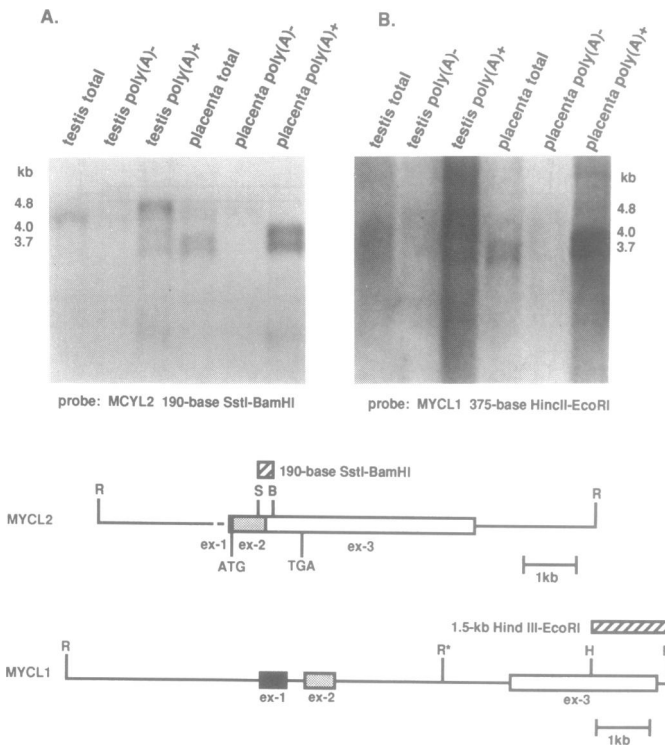 A.
testis total
testis poly(A)-
testis poly(A)+
placenta total
placenta poly(A)-
placenta poly(A)+
kb
4.8
4.0
3.7
probe: MCYL2 190-base SstI-BamHI
B.
testis total
testis poly(A)-
testis poly(A)+
placenta total
placenta poly(A)-
placenta poly(A)+
kb
4.8
4.0
3.7
probe: MYCL1 375-base HincII-EcoRI
190-base SstI-BamHI
R S B R
MYCL2
ex-1 ex-2 ex-3
ATG TGA
1kb
1.5-kb Hind III-EcoRI
R R* H
MYCL1
ex-1 ex-2 ex-3
1kb